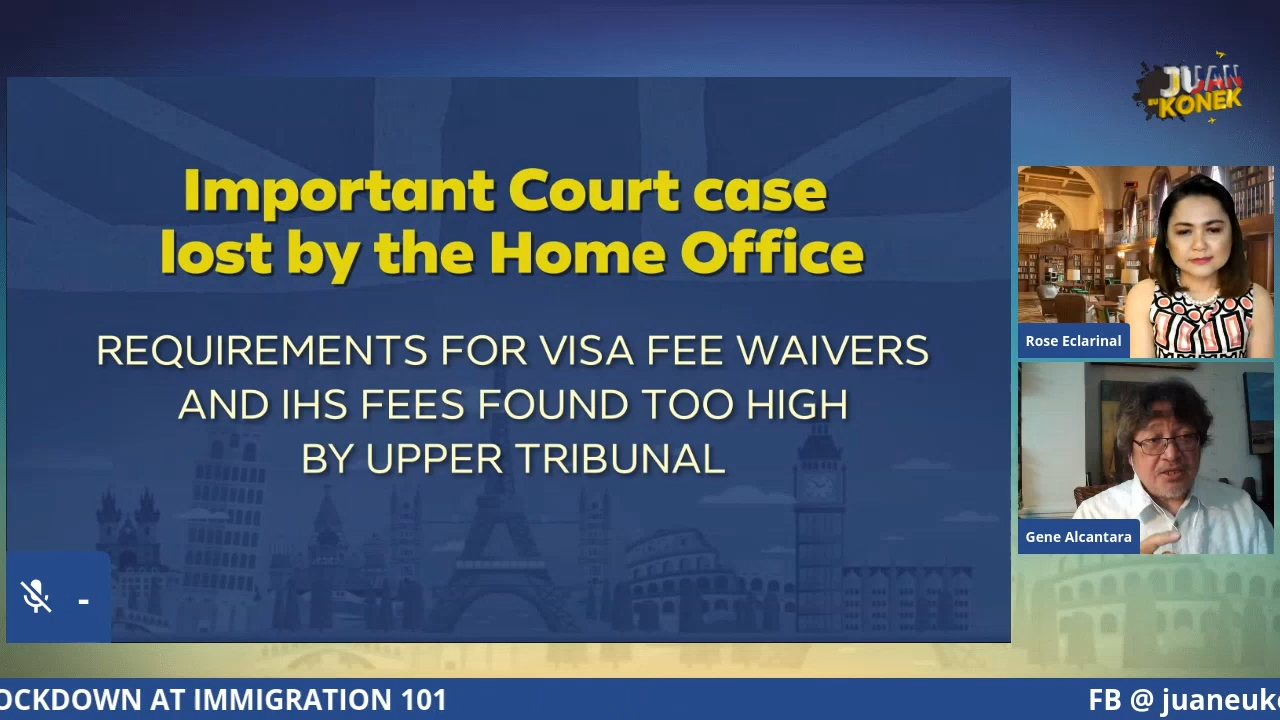 JUAN
EU KONEK
Important Court case
lost by the Home Office
REQUIREMENTS FOR VISA FEE WAIVERS
AND IHS FEES FOUND TOO HIGH
BY UPPER TRIBUNAL
Rose Eclarinal
Gene Alcantara
-
OCKDOWN AT IMMIGRATION 101
FB @ juaneuk